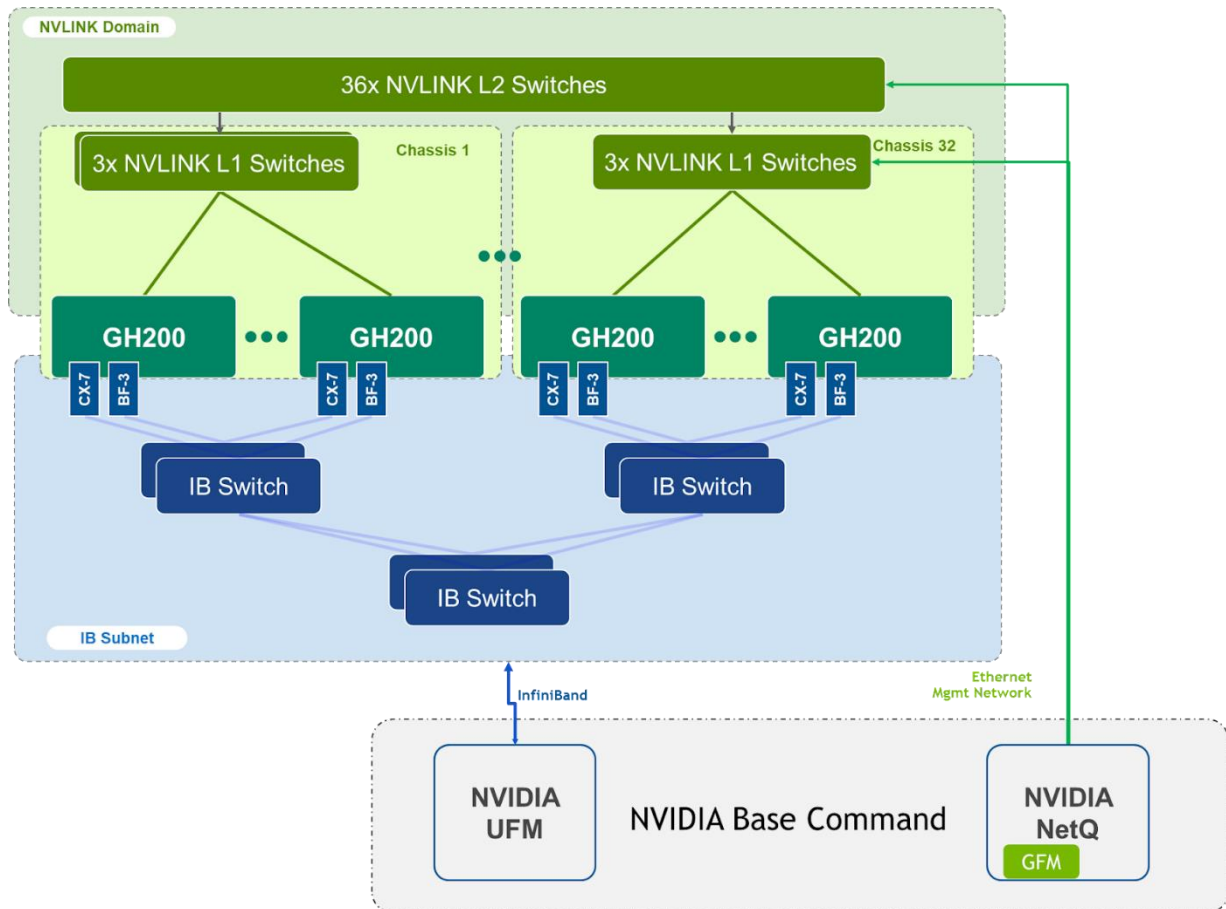 NVLINK Domain
36x NVLINK L2 Switches
Chassis 1
3x NVLINK L1 Switches
Chassis 32
3x NVLINK L1 Switches
GH200
GH200
GH200
GH200
CX-7
BF-3
CX-7
BF-3
CX-7
BF-3
CX-7
BF-3
IB Switch
IB Switch
IB Switch
IB Subnet
InfiniBand
Ethernet
Mgmt Network
NVIDIA
UFM
NVIDIA Base Command
NVIDIA
NetQ
GFM